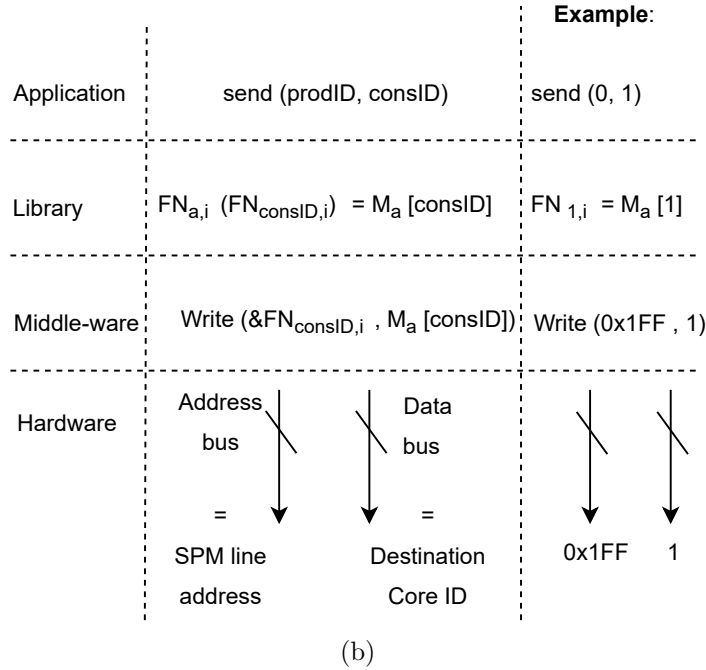 Example:
Application send (prodID, consID) send (0, 1)
Library FNa,i (FNconsID,i) = Ma [consID] FN 1,i = Ma [1]
Middle-ware Write (&FNconsID,i , Ma [consID]) Write (0x1FF , 1)
Hardware
Address
bus
Data
bus
=
SPM line
address
=
Destination
Core ID
0x1FF 1
(b)